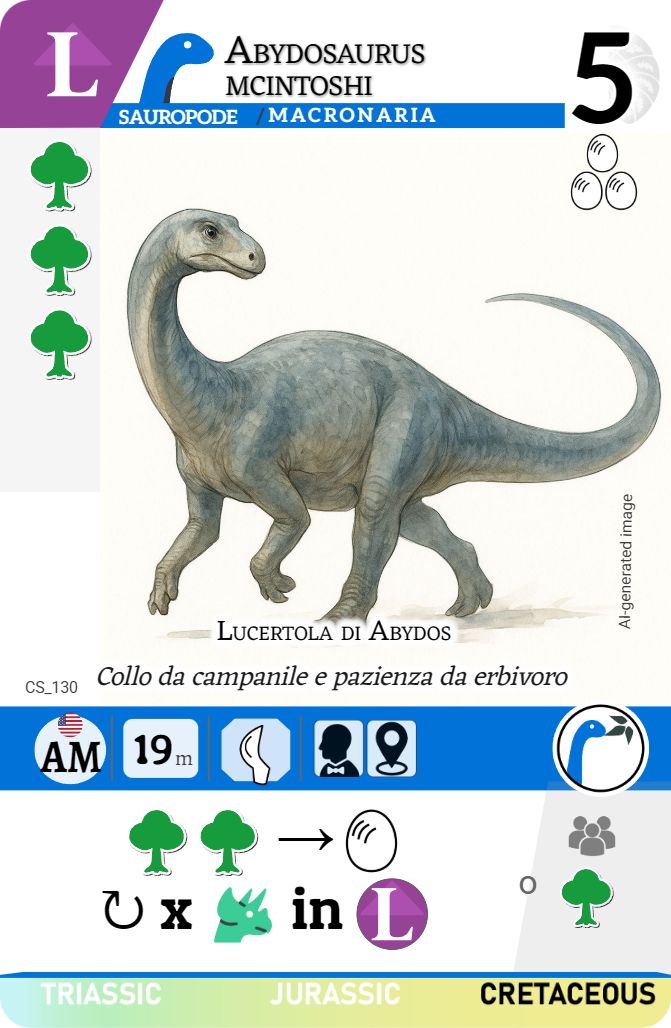 L
ABYDOSAURUS
MCINTOSHI
5
SAUROPODE / MACRONARIA
AI-generated image
LUCERTOLA DI ABYDOS
CS_130
Collo da campanile e pazienza da erbivoro
AM
19 m
x in L
o
TRIASSIC JURASSIC CRETACEOUS